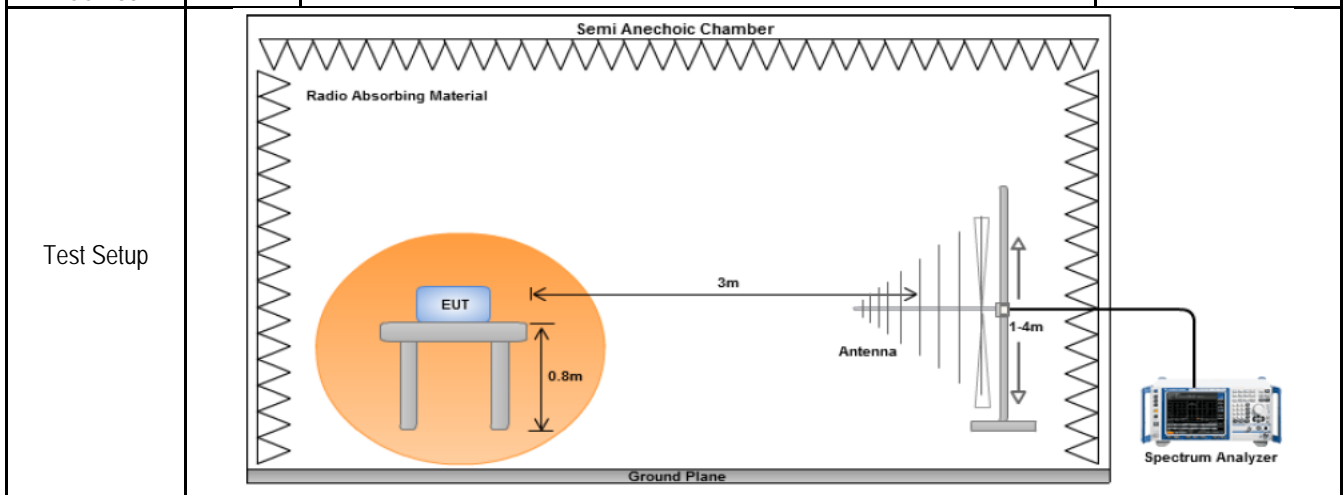 Semi Anechoic Chamber
Radio Absorbing Material
Test Setup
3m
EUT
1-4m
Antenna
0.8m
Spectrum Analyzer
Ground Plane